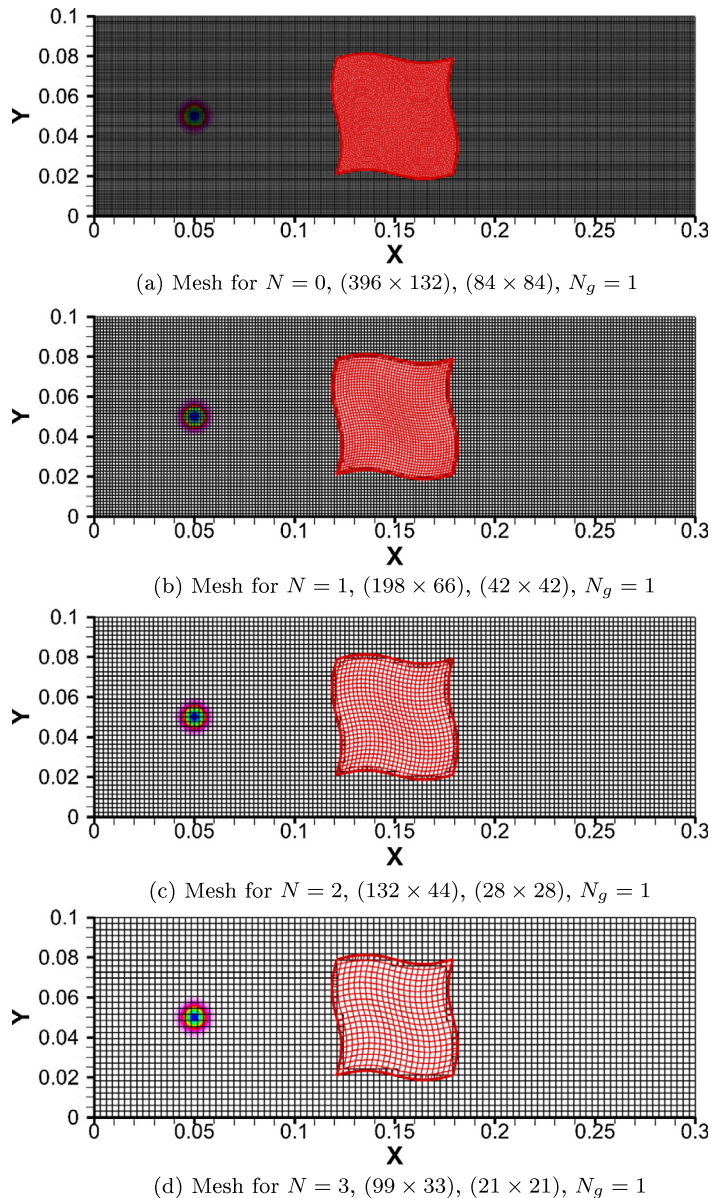 0.1
0.08
0.06
Y
0.04
0.02
0
0 0.05 0.1 0.15 0.2 0.25 0.3
X
(a) Mesh for N = 0, (396 × 132), (84 × 84), N_g = 1
0.1
0.08
0.06
Y
0.04
0.02
0
0 0.05 0.1 0.15 0.2 0.25 0.3
X
(b) Mesh for N = 1, (198 × 66), (42 × 42), N_g = 1
0.1
0.08
0.06
Y
0.04
0.02
0
0 0.05 0.1 0.15 0.2 0.25 0.3
X
(c) Mesh for N = 2, (132 × 44), (28 × 28), N_g = 1
0.1
0.08
0.06
Y
0.04
0.02
0
0 0.05 0.1 0.15 0.2 0.25 0.3
X
(d) Mesh for N = 3, (99 × 33), (21 × 21), N_g = 1